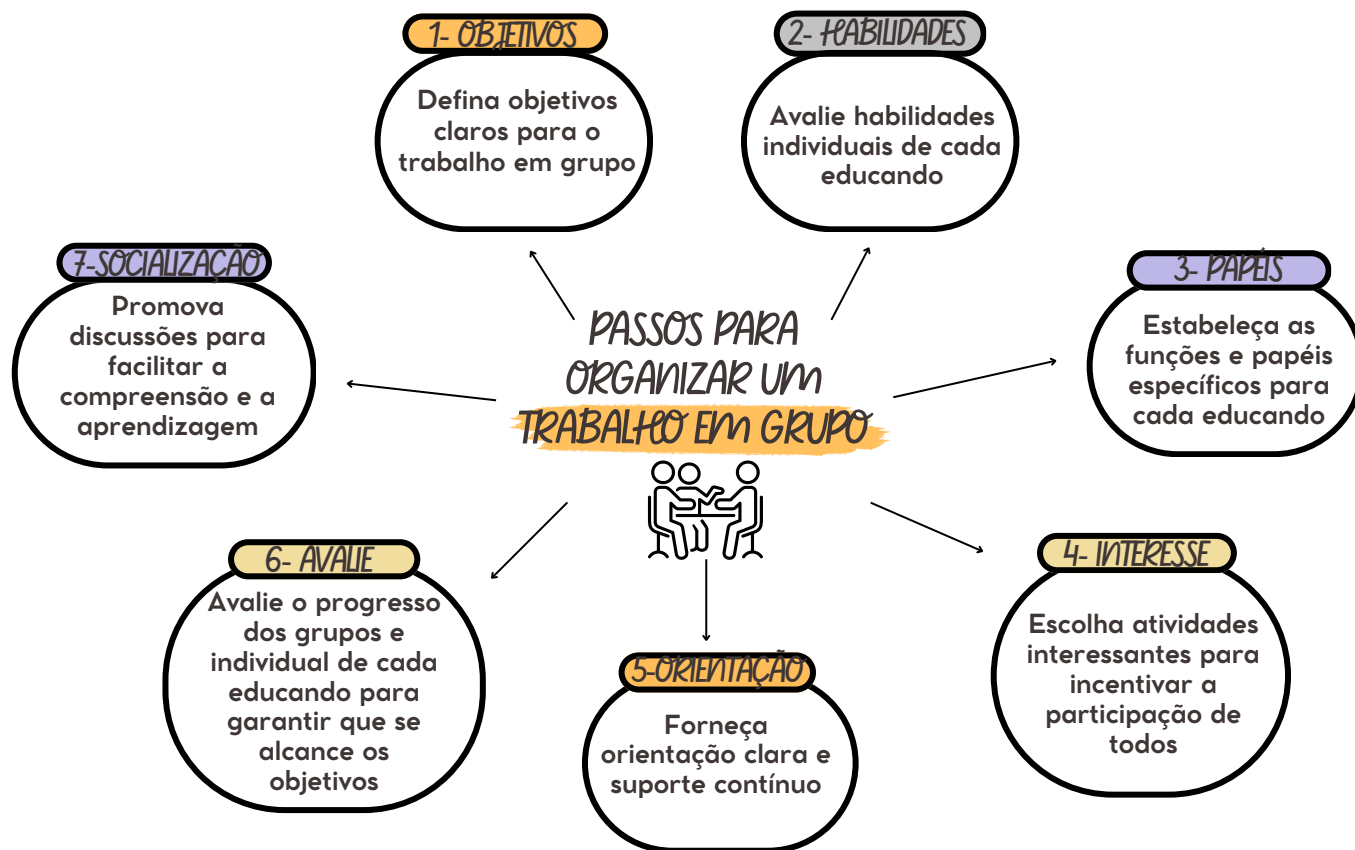 PASSOS PARA
ORGANIZAR UM
TRABALHO EM GRUPO
1- OBJETIVOS
Defina objetivos
claros para o
trabalho em grupo
2- HABILIDADES
Avalie habilidades
individuais de cada
educando
3- PAPÉIS
Estabeleça as
funções e papéis
específicos para
cada educando
4- INTERESSE
Escolha atividades
interessantes para
incentivar a
participação de
todos
5-ORIENTAÇÃO
Forneça
orientação clara e
suporte contínuo
6- AVALIE
Avalie o progresso
dos grupos e
individual de cada
educando para
garantir que se
alcance os
objetivos
7-SOCIALIZAÇÃO
Promova
discussões para
facilitar a
compreensão e a
aprendizagem